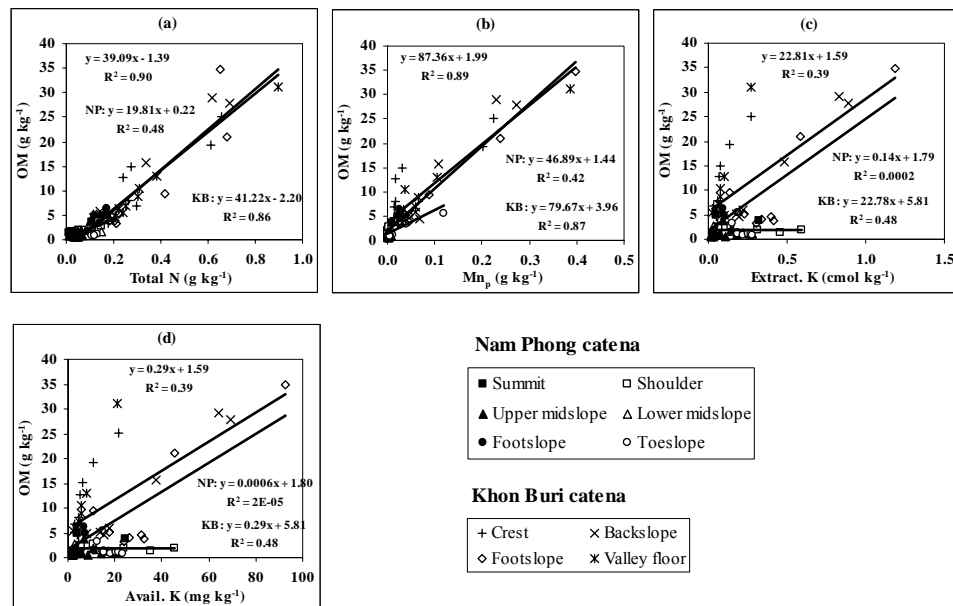 (a)
y = 39.09x - 1.39
R² = 0.90
NP: y = 19.81x + 0.22
R² = 0.48
KB: y = 41.22x - 2.20
R² = 0.86
OM (g kg⁻¹)
40
35
30
25
20
15
10
5
0
0.0 0.2 0.4 0.6 0.8 1.0
Total N (g kg⁻¹)
(b)
y = 87.36x + 1.99
R² = 0.89
NP: y = 46.89x + 1.44
R² = 0.42
KB: y = 79.67x + 3.96
R² = 0.87
OM (g kg⁻¹)
40
35
30
25
20
15
10
5
0
0.0 0.1 0.2 0.3 0.4 0.5
Mnₚ (g kg⁻¹)
(c)
y = 22.81x + 1.59
R² = 0.39
NP: y = 0.14x + 1.79
R² = 0.0002
KB: y = 22.78x + 5.81
R² = 0.48
OM (g kg⁻¹)
40
35
30
25
20
15
10
5
0
0.0 0.5 1.0 1.5
Extract. K (cmol kg⁻¹)
(d)
y = 0.29x + 1.59
R² = 0.39
NP: y = 0.0006x + 1.80
R² = 2E-05
KB: y = 0.29x + 5.81
R² = 0.48
OM (g kg⁻¹)
40
35
30
25
20
15
10
5
0
0 20 40 60 80 100
Avail. K (mg kg⁻¹)
Nam Phong catena
Summit Shoulder
Upper midslope Lower midslope
Footslope Toeslope
Khon Buri catena
Crest Backslope
Footslope Valley floor